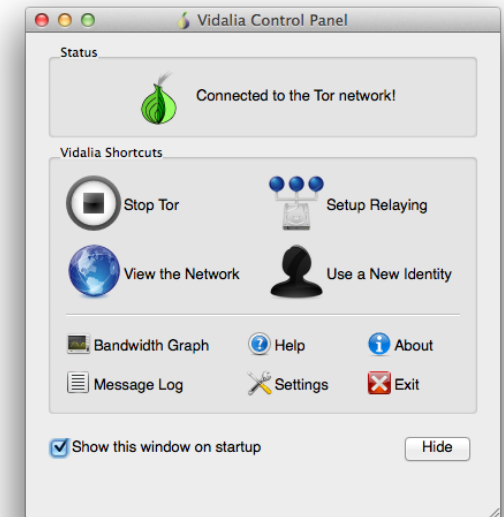 Vidalia Control Panel
Status
Connected to the Tor network!
Vidalia Shortcuts
Stop Tor
Setup Relaying
View the Network
Use a New Identity
Bandwidth Graph
Help
About
Message Log
Settings
Exit
Show this window on startup
Hide